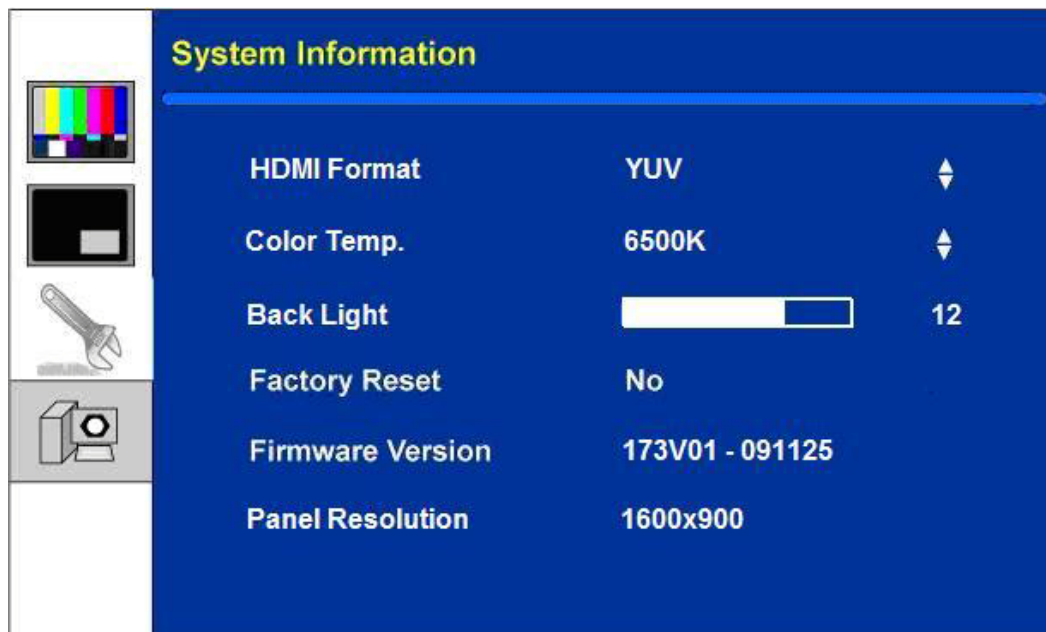 System Information
HDMI Format YUV
Color Temp. 6500K
Back Light 12
Factory Reset No
Firmware Version 173V01 - 091125
Panel Resolution 1600x900